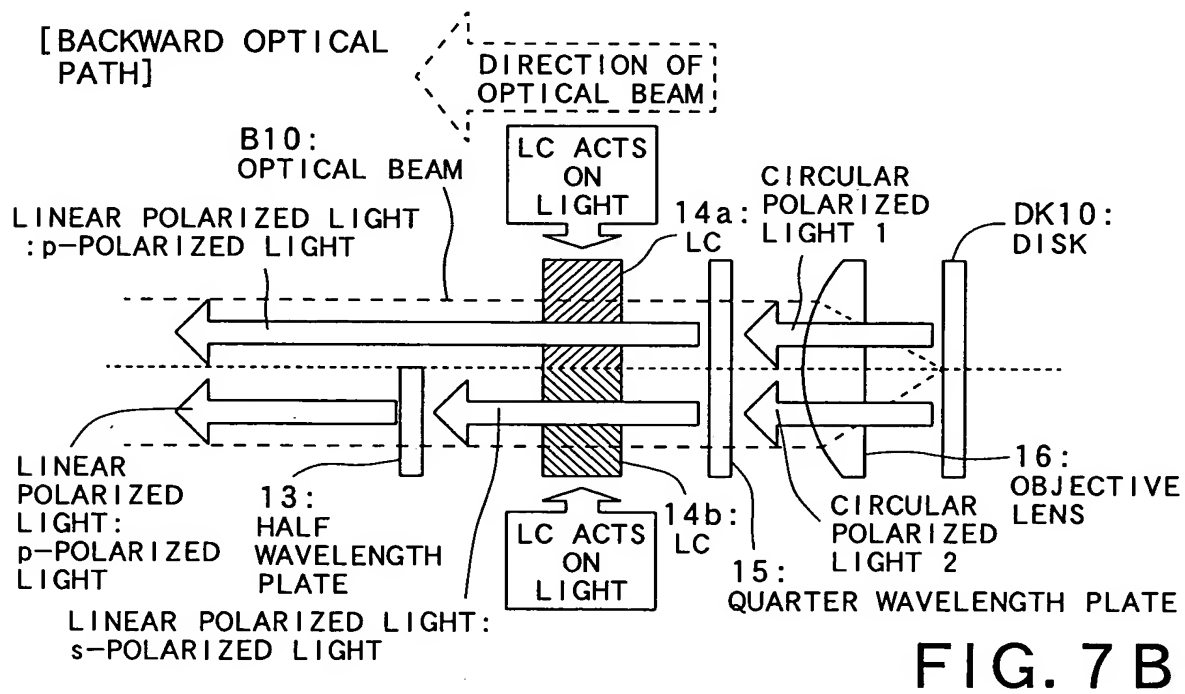 [BACKWARD OPTICAL
PATH]
DIRECTION OF
OPTICAL BEAM
B10:
OPTICAL BEAM
LC ACTS
ON
LIGHT
LINEAR POLARIZED LIGHT
:p-POLARIZED LIGHT
14a:
LC
CIRCULAR
POLARIZED
LIGHT 1
DK10:
DISK
LINEAR
POLARIZED
LIGHT:
p-POLARIZED
LIGHT
13:
HALF
WAVELENGTH
PLATE
LINEAR POLARIZED LIGHT:
s-POLARIZED LIGHT
LC ACTS
ON
LIGHT
14b:
LC
15:
QUARTER WAVELENGTH PLATE
CIRCULAR
POLARIZED
LIGHT 2
16:
OBJECTIVE
LENS
FIG. 7B